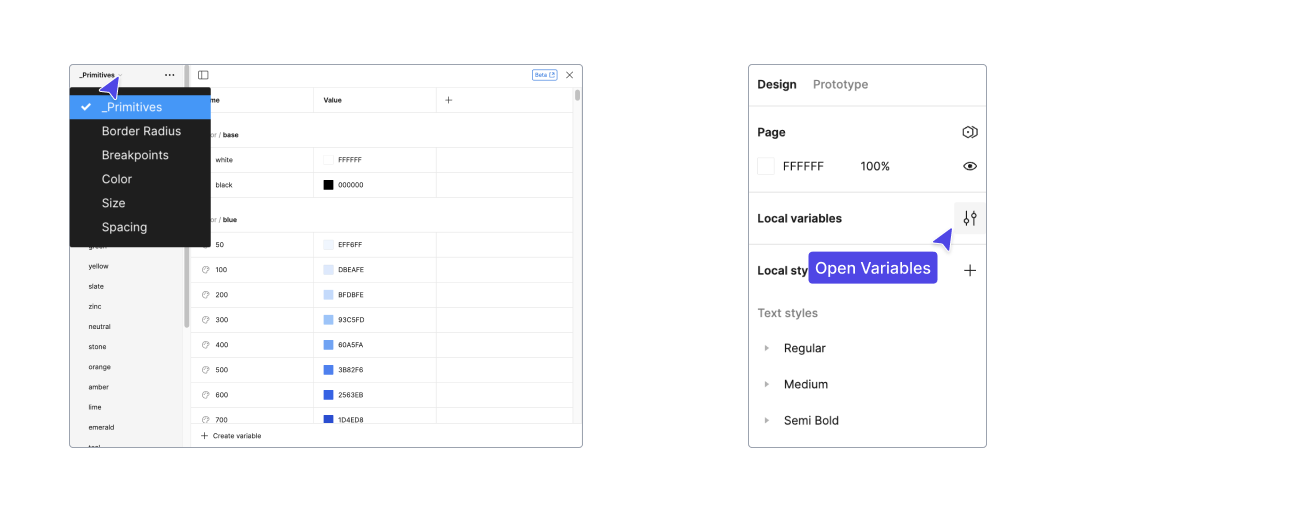 _Primitives
Beta
me
Value
_Primitives
Border Radius
Breakpoints
Color
Size
Spacing
green
yellow
slate
zinc
neutral
stone
orange
amber
lime
emerald
teal
or / base
white
FFFFFF
black
000000
or / blue
50
EFF6FF
100
DBEAFE
200
BFDBFE
300
93C5FD
400
60A5FA
500
3B82F6
600
2563EB
700
1D4ED8
Create variable
Design Prototype
Page
FFFFFF 100%
Local variables
Local sty
Open Variables
Text styles
Regular
Medium
Semi Bold